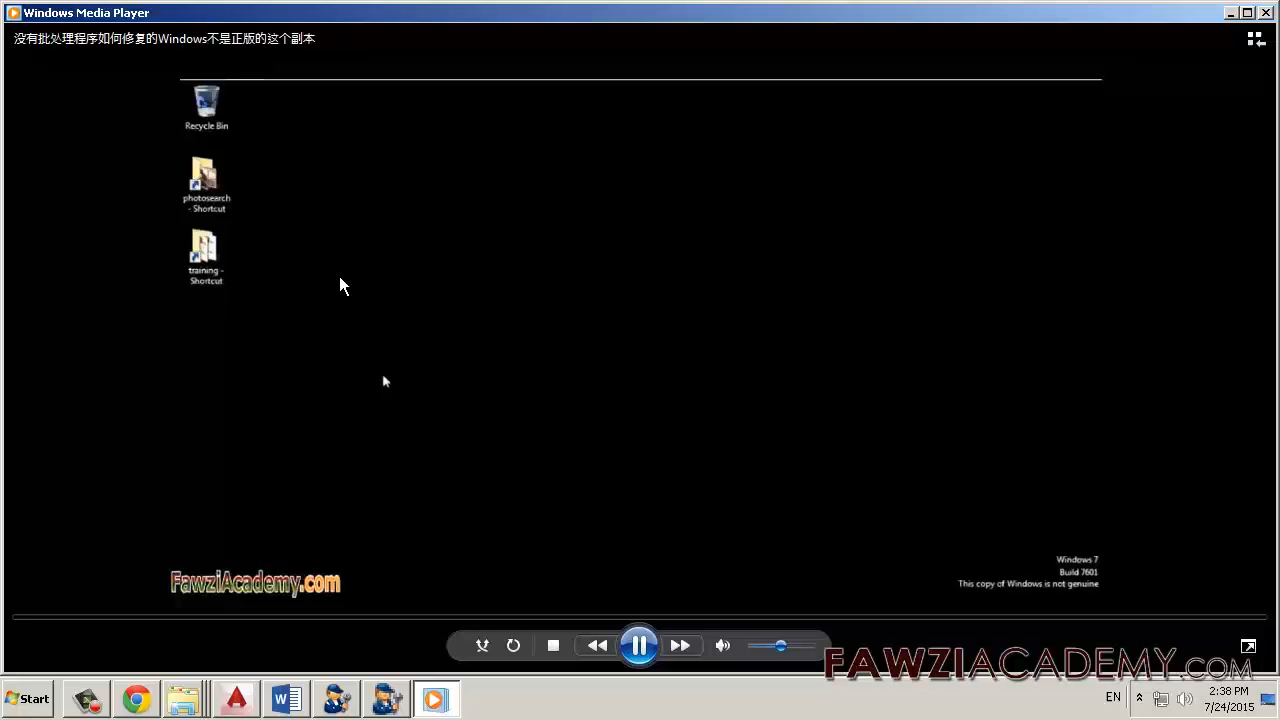 Windows Media Player
没有批处理程序如何修复的Windows不是正版的这个副本
Recycle Bin
photosearch
- Shortcut
training -
Shortcut
FawziAcademy.com
Windows 7
Build 7601
This copy of Windows is not genuine
FAWZIACADEMY.COM
Start
EN
2:38 PM
7/24/2015